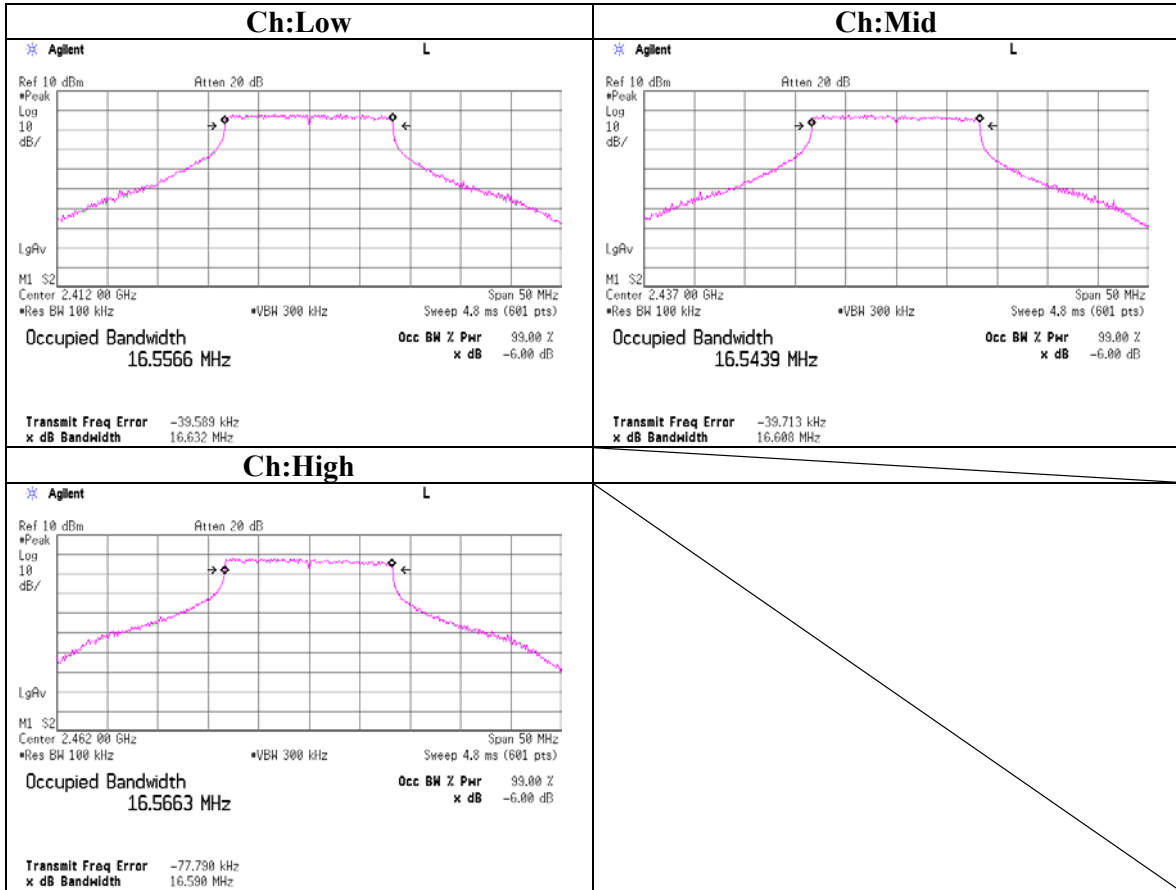 Ch:Low
Agilent L
Ref 10 dBm Atten 20 dB
#Peak
Log
10
dB/
LgAv
M1 S2
Center 2.412 00 GHz Span 50 MHz
#Res BW 100 kHz #VBW 300 kHz Sweep 4.8 ms (601 pts)
Occupied Bandwidth Occ BW % Pwr 99.00 %
16.5566 MHz x dB -6.00 dB
Transmit Freq Error -39.589 kHz
x dB Bandwidth 16.632 MHz
Ch:Mid
Agilent L
Ref 10 dBm Atten 20 dB
#Peak
Log
10
dB/
LgAv
M1 S2
Center 2.437 00 GHz Span 50 MHz
#Res BW 100 kHz #VBW 300 kHz Sweep 4.8 ms (601 pts)
Occupied Bandwidth Occ BW % Pwr 99.00 %
16.5439 MHz x dB -6.00 dB
Transmit Freq Error -39.713 kHz
x dB Bandwidth 16.608 MHz
Ch:High
Agilent L
Ref 10 dBm Atten 20 dB
#Peak
Log
10
dB/
LgAv
M1 S2
Center 2.462 00 GHz Span 50 MHz
#Res BW 100 kHz #VBW 300 kHz Sweep 4.8 ms (601 pts)
Occupied Bandwidth Occ BW % Pwr 99.00 %
16.5663 MHz x dB -6.00 dB
Transmit Freq Error -77.790 kHz
x dB Bandwidth 16.590 MHz